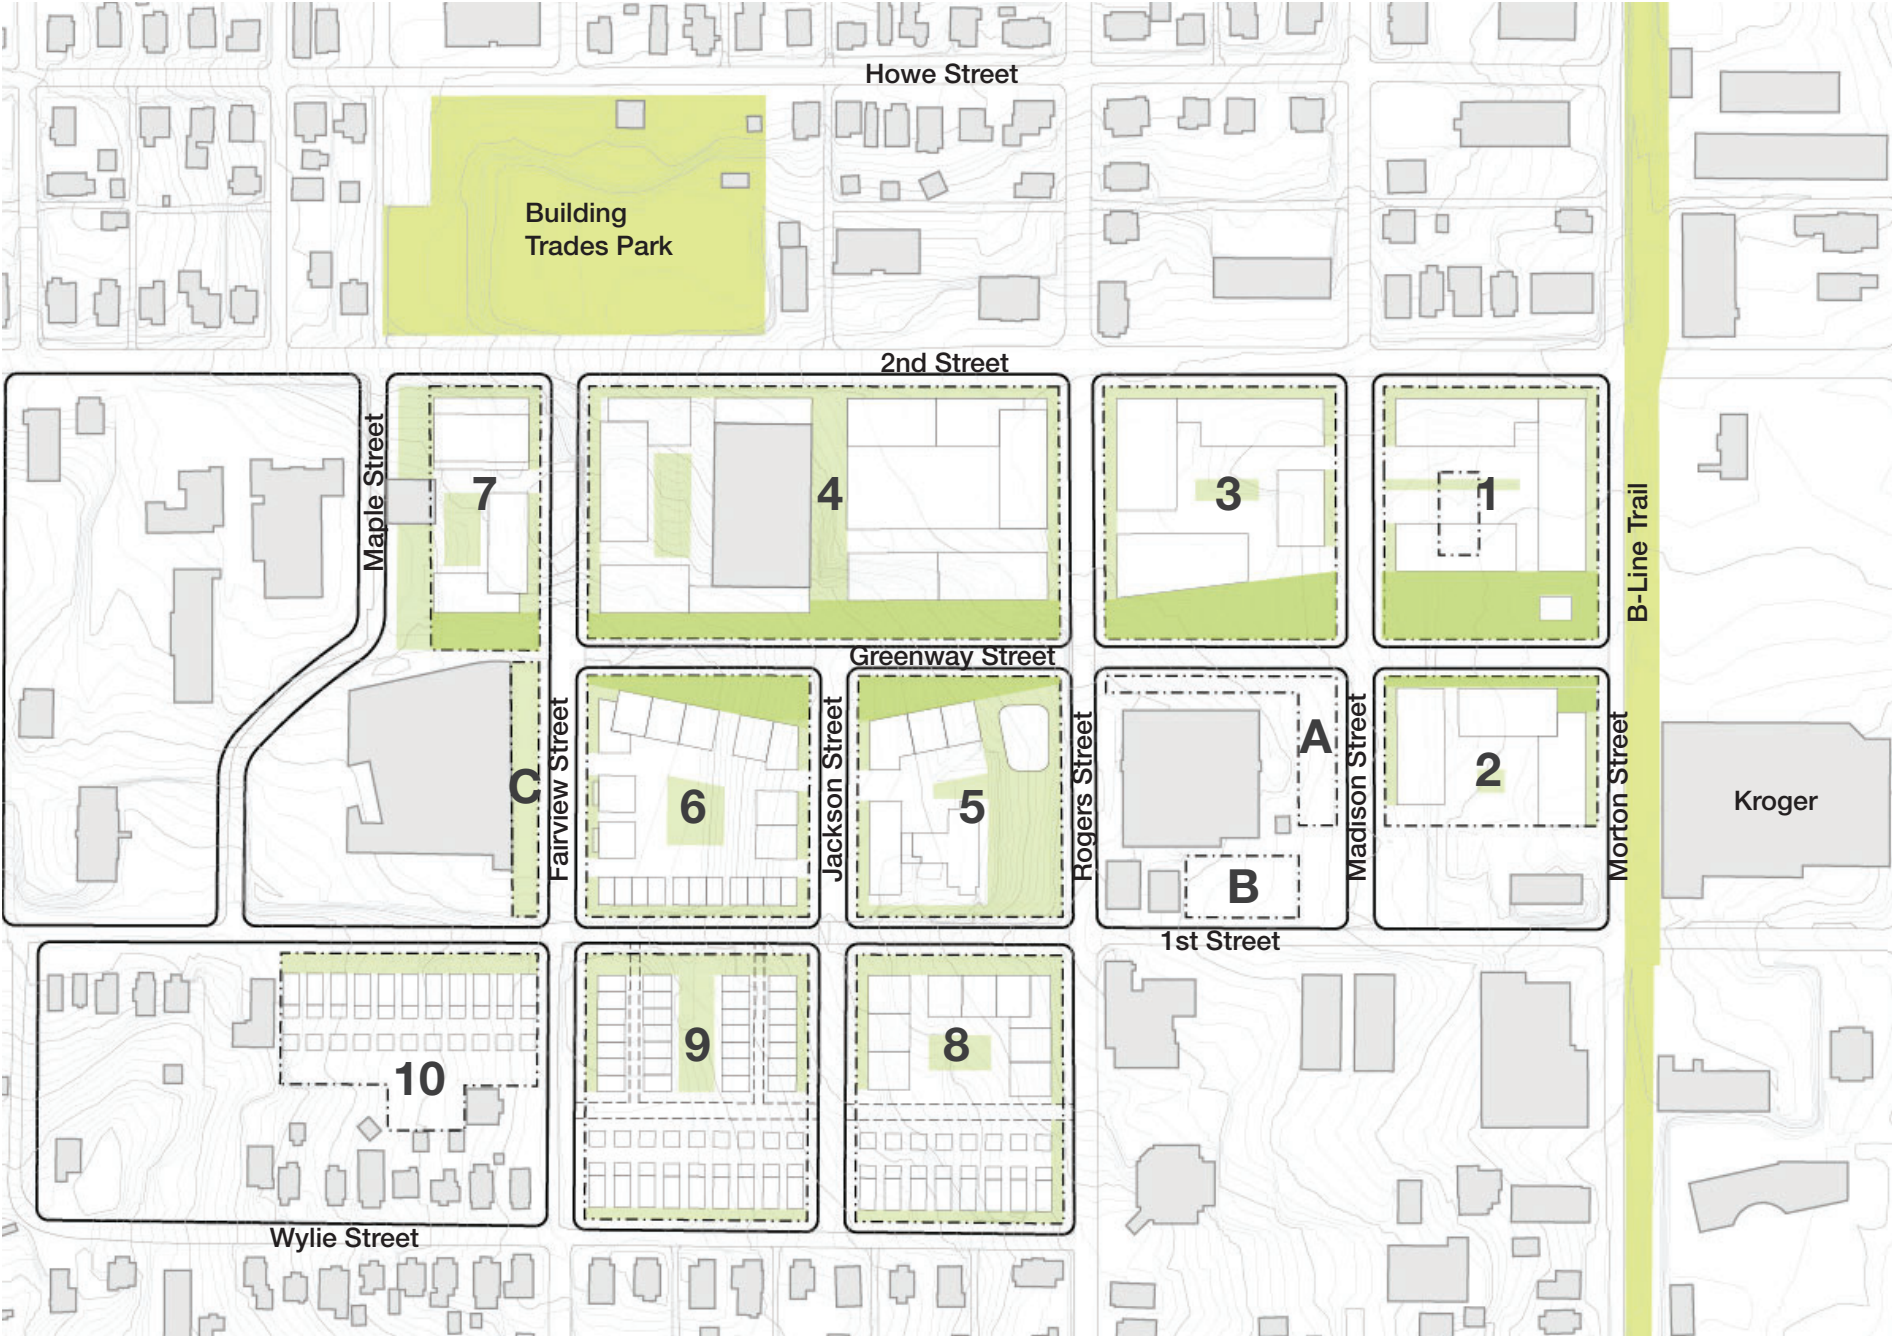 Howe Street
Building
Trades Park
2nd Street
Maple Street
7
4
3
1
B-Line Trail
Greenway Street
C
Fairview Street
6
Jackson Street
5
Rogers Street
A
B
Madison Street
2
Morton Street
Kroger
1st Street
10
9
8
Wylie Street